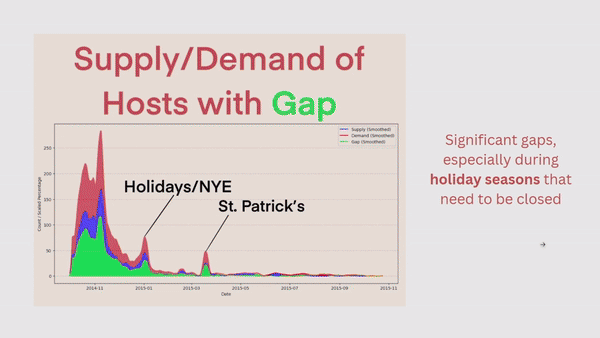 Supply/Demand of
Hosts with Gap
Supply (Smoothed)
Demand (Smoothed)
Gap (Smoothed)
Holidays/NYE
St. Patrick's
Count / Scaled Percentage
250
200
150
100
50
0
2014-11
2015-01
2015-03
2015-05
2015-07
2015-09
2015-11
Date
Significant gaps,
especially during
holiday seasons that
need to be closed